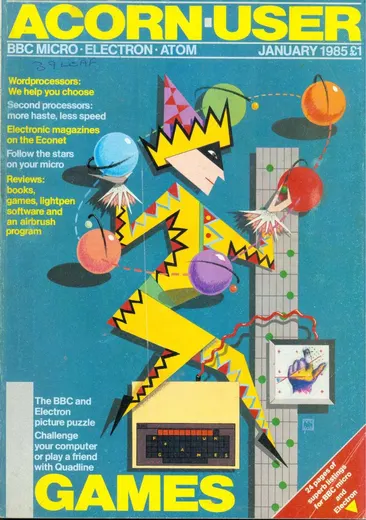 ACORN·USER
BBC MICRO·ELECTRON·ATOM
JANUARY 1985 £1
Wordprocessors:
We help you choose
Second processors:
more haste, less speed
Electronic magazines
on the Econet
Follow the stars
on your micro
Reviews:
books,
games, lightpen
software and
an airbrush
program
The BBC and
Electron
picture puzzle
Challenge
your computer
or play a friend
with Quadline
GAMES
24 pages of
superb listings
for BBC micro
and
Electron